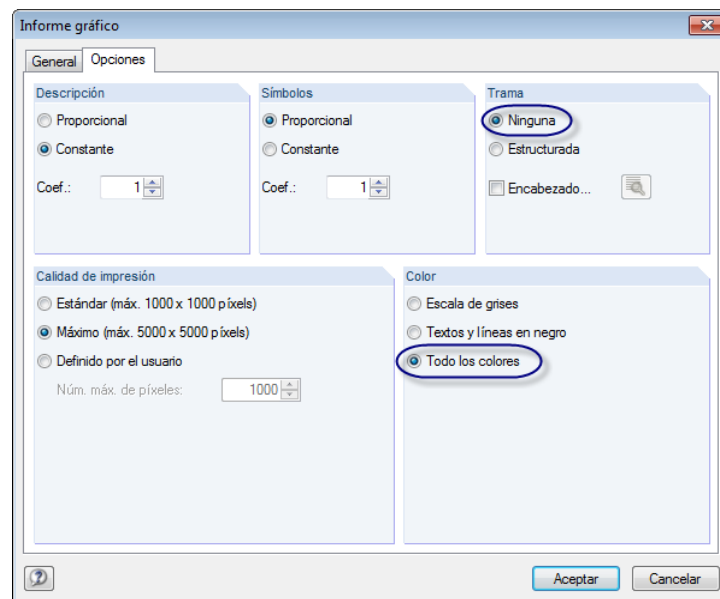 Informe gráfico
General Opciones
Descripción
Proporcional
Constante
Coef.: 1
Símbolos
Proporcional
Constante
Coef.: 1
Trama
Ninguna
Estructurada
Encabezado...
Calidad de impresión
Estándar (máx. 1000 x 1000 píxels)
Máximo (máx. 5000 x 5000 píxels)
Definido por el usuario
Núm. máx. de píxeles: 1000
Color
Escala de grises
Textos y líneas en negro
Todo los colores
? Aceptar Cancelar